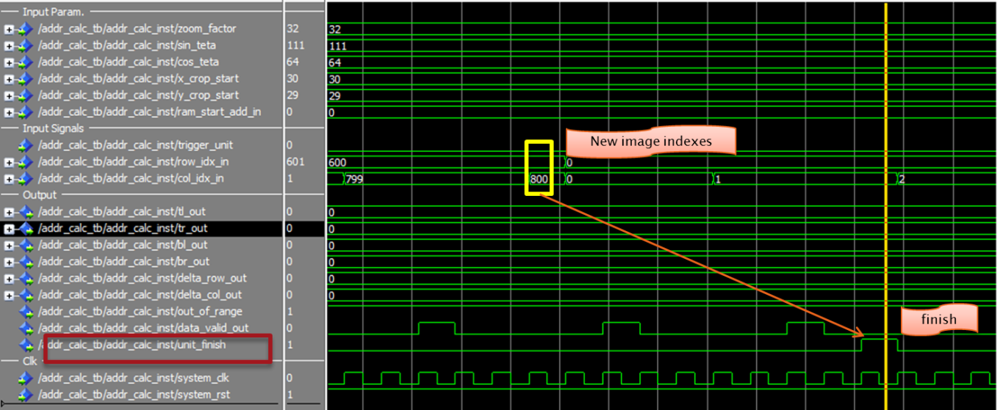 Input Param.
/addr_calc_tb/addr_calc_inst/zoom_factor 32 32
/addr_calc_tb/addr_calc_inst/sin_teta 111 111
/addr_calc_tb/addr_calc_inst/cos_teta 64 64
/addr_calc_tb/addr_calc_inst/x_crop_start 30 30
/addr_calc_tb/addr_calc_inst/y_crop_start 29 29
/addr_calc_tb/addr_calc_inst/ram_start_add_in 0 0
Input Signals
/addr_calc_tb/addr_calc_inst/trigger_unit 0
New image indexes
/addr_calc_tb/addr_calc_inst/row_idx_in 601 600 0
/addr_calc_tb/addr_calc_inst/col_idx_in 1 799 800 0 1 2
Output
/addr_calc_tb/addr_calc_inst/tl_out 0 0
/addr_calc_tb/addr_calc_inst/tr_out 0 0
/addr_calc_tb/addr_calc_inst/bl_out 0 0
/addr_calc_tb/addr_calc_inst/br_out 0 0
/addr_calc_tb/addr_calc_inst/delta_row_out 0 0
/addr_calc_tb/addr_calc_inst/delta_col_out 0 0
/addr_calc_tb/addr_calc_inst/out_of_range 1
finish
/addr_calc_tb/addr_calc_inst/data_valid_out 0
/addr_calc_tb/addr_calc_inst/unit_finish 1
Clk
/addr_calc_tb/addr_calc_inst/system_clk 0
/addr_calc_tb/addr_calc_inst/system_rst 1